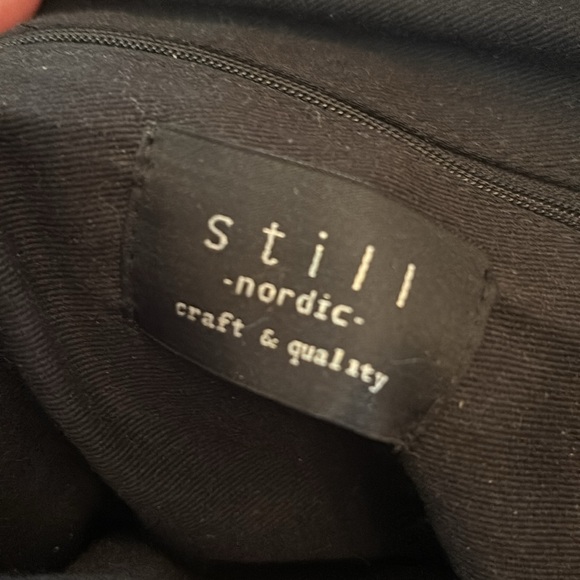 still
-nordic-
craft & quality